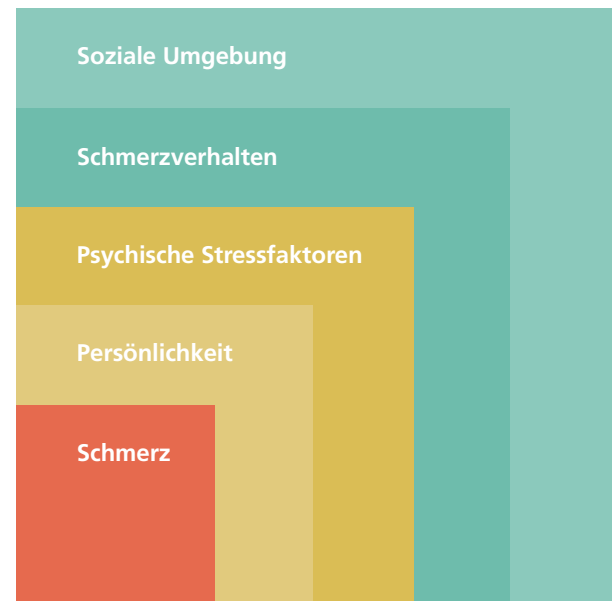 Soziale Umgebung
Schmerzverhalten
Psychische Stressfaktoren
Persönlichkeit
Schmerz